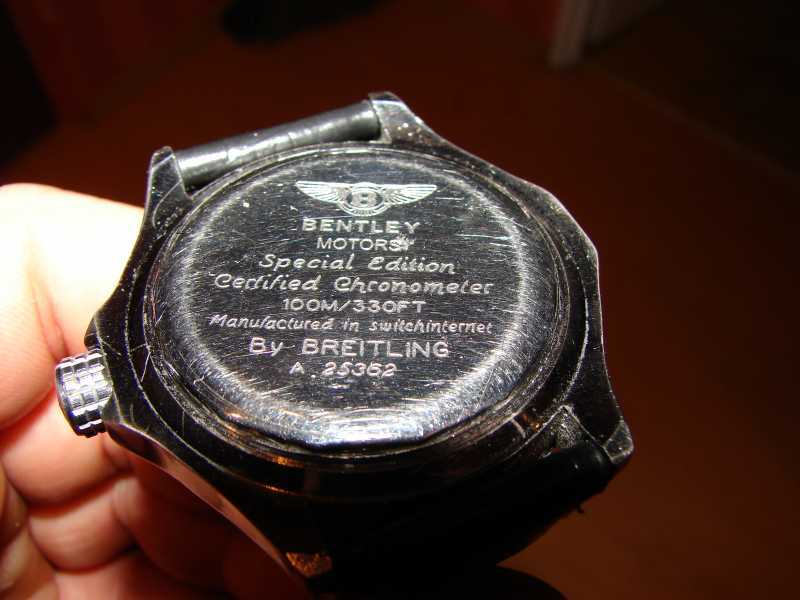 B
BENTLEY
MOTORS
Special Edition
Certified Chronometer
100M/330FT
Manufactured in switchinternet
By BREITLING
A. 25362